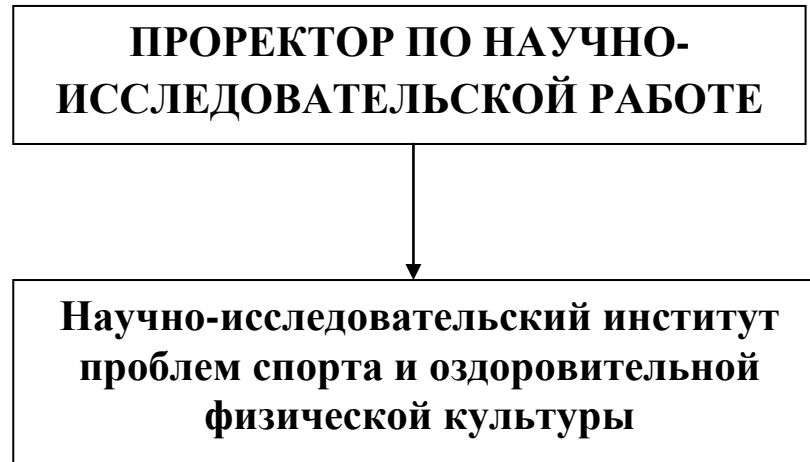 ПРОРЕКТОР ПО НАУЧНО-
ИССЛЕДОВАТЕЛЬСКОЙ РАБОТЕ
Научно-исследовательский институт
проблем спорта и оздоровительной
физической культуры